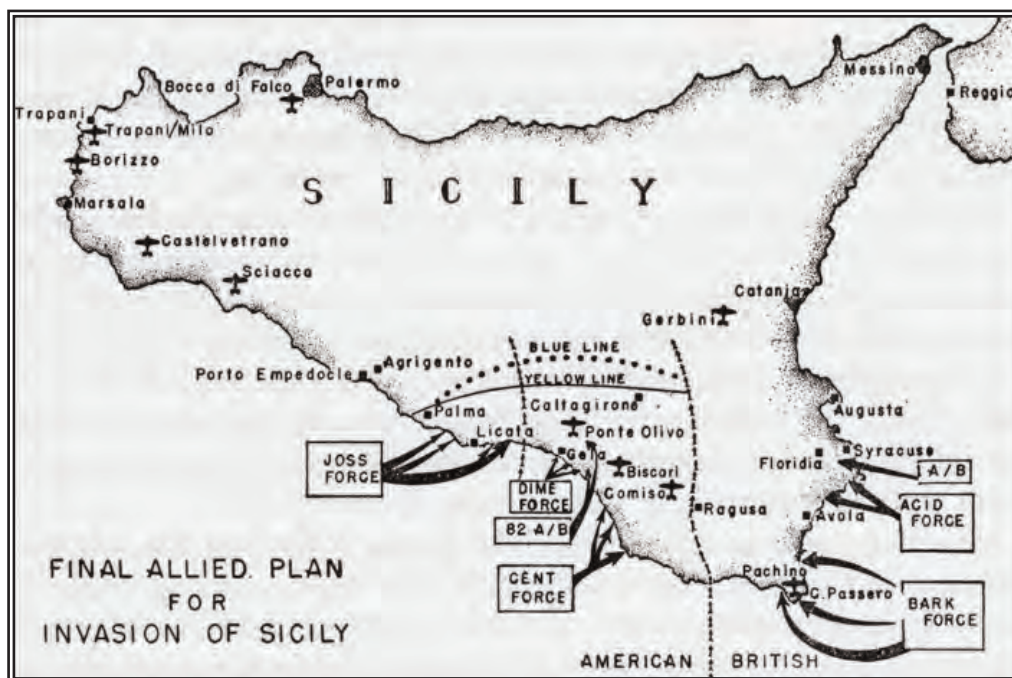 Messina
Reggio
Bocca di Falco
Palermo
Trapani
Trapani/Milo
Borizzo
Marsala
SICILY
Castelvetrano
Sciacca
Catania
Gerbini
BLUE LINE
Porto Empedocle
Agrigento
YELLOW LINE
Palma
Caltagirone
Augusta
Ponte Olivo
Licata
Gela
Floridia
Syracuse
JOSS
FORCE
Biscari
1 A/B
DIME
FORCE
Comiso
ACID
FORCE
82 A/B
Ragusa
Avola
CENT
FORCE
Pachino
C. Passero
BARK
FORCE
FINAL ALLIED. PLAN
FOR
INVASION OF SICILY
AMERICAN
BRITISH